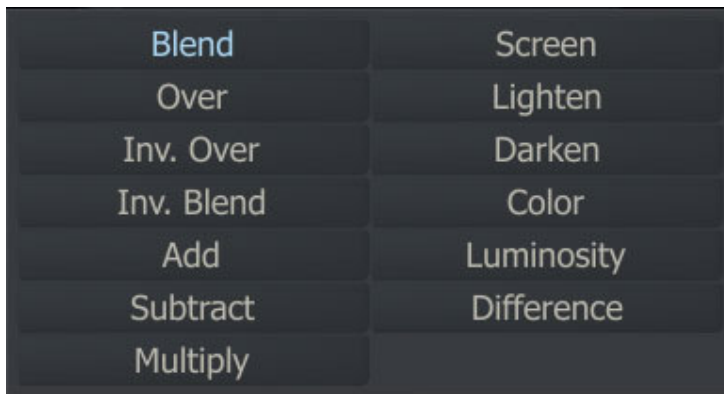 Blend
Over
Inv. Over
Inv. Blend
Add
Subtract
Multiply
Screen
Lighten
Darken
Color
Luminosity
Difference